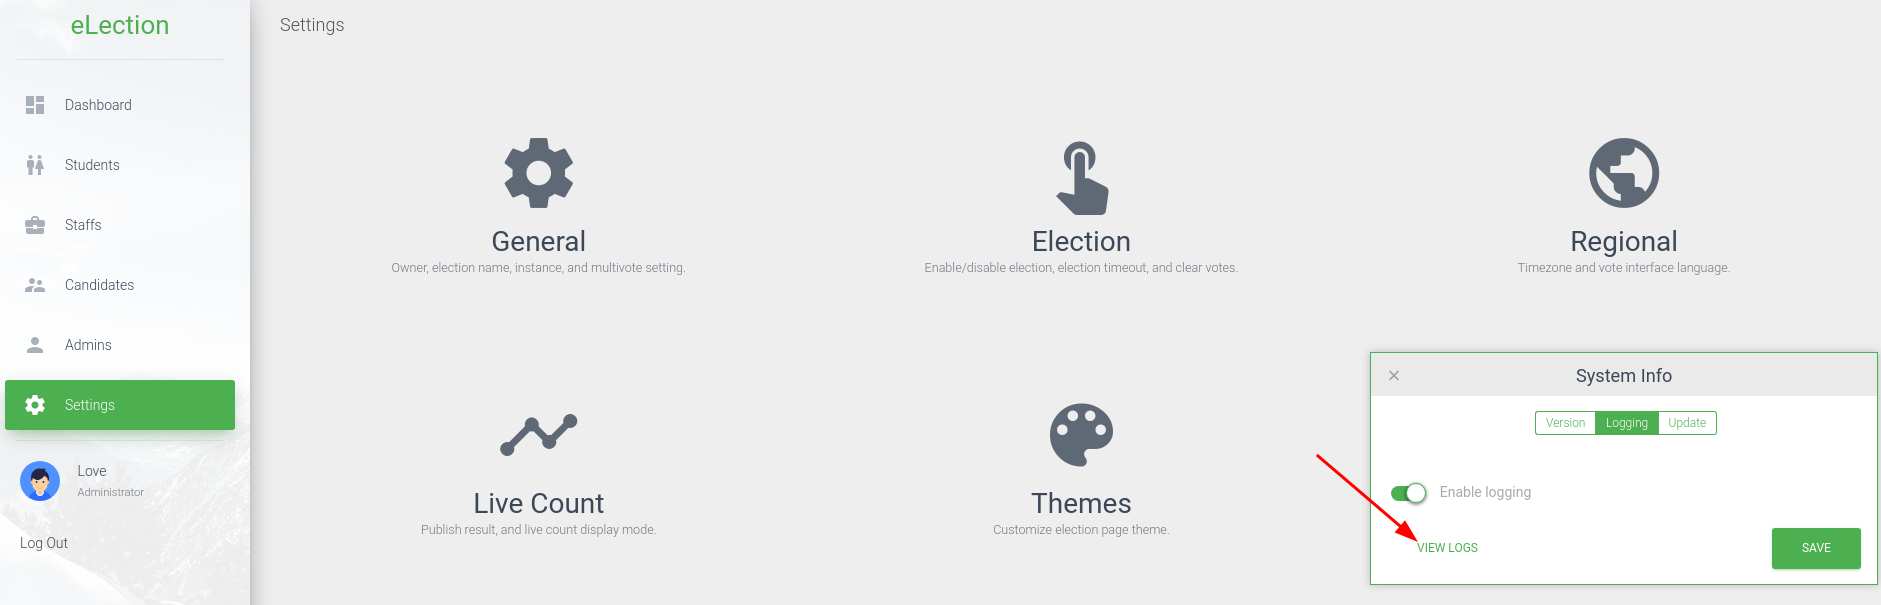 eLection
Dashboard
Students
Staffs
Candidates
Admins
Settings
Love
Administrator
Log Out
Settings
General
Owner, election name, instance, and multivote setting.
Election
Enable/disable election, election timeout, and clear votes.
Regional
Timezone and vote interface language.
Live Count
Publish result, and live count display mode.
Themes
Customize election page theme.
System Info
Version Logging Update
Enable logging
VIEW LOGS SAVE